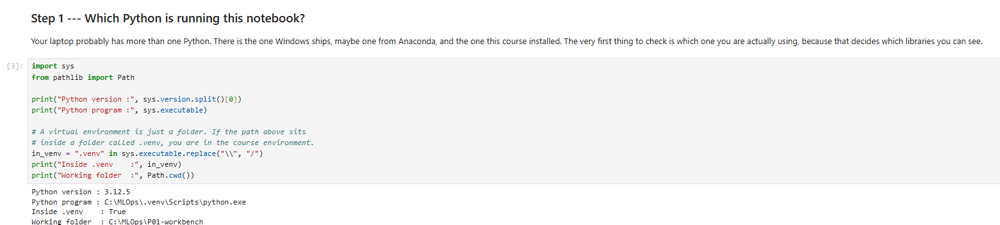 Step 1 --- Which Python is running this notebook?
Your laptop probably has more than one Python. There is the one Windows ships, maybe one from Anaconda, and the one this course installed. The very first thing to check is which one you are actually using, because that decides which libraries you can see.
[3]:
import sys
from pathlib import Path
print("Python version :", sys.version.split()[0])
print("Python program :", sys.executable)
# A virtual environment is just a folder. If the path above sits
# inside a folder called .venv, you are in the course environment.
in_venv = ".venv" in sys.executable.replace("\\", "/")
print("Inside .venv    :", in_venv)
print("Working folder  :", Path.cwd())
Python version : 3.12.5
Python program : C:\MLOps\.venv\Scripts\python.exe
Inside .venv    : True
Working folder  : C:\MLOps\P01-workbench